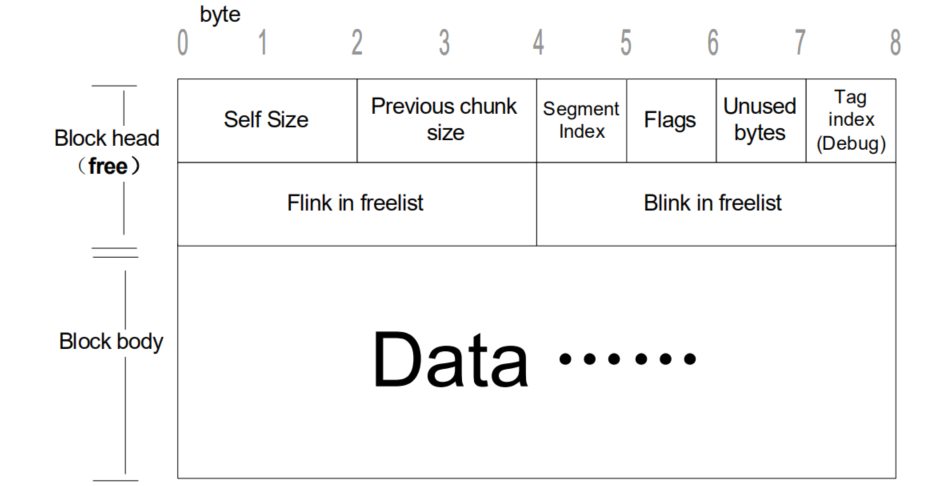 byte
0 1 2 3 4 5 6 7 8
Block head
（free）
Self Size
Previous chunk
size
Segment
Index
Flags
Unused
bytes
Tag
index
(Debug)
Flink in freelist
Blink in freelist
Block body
Data ······